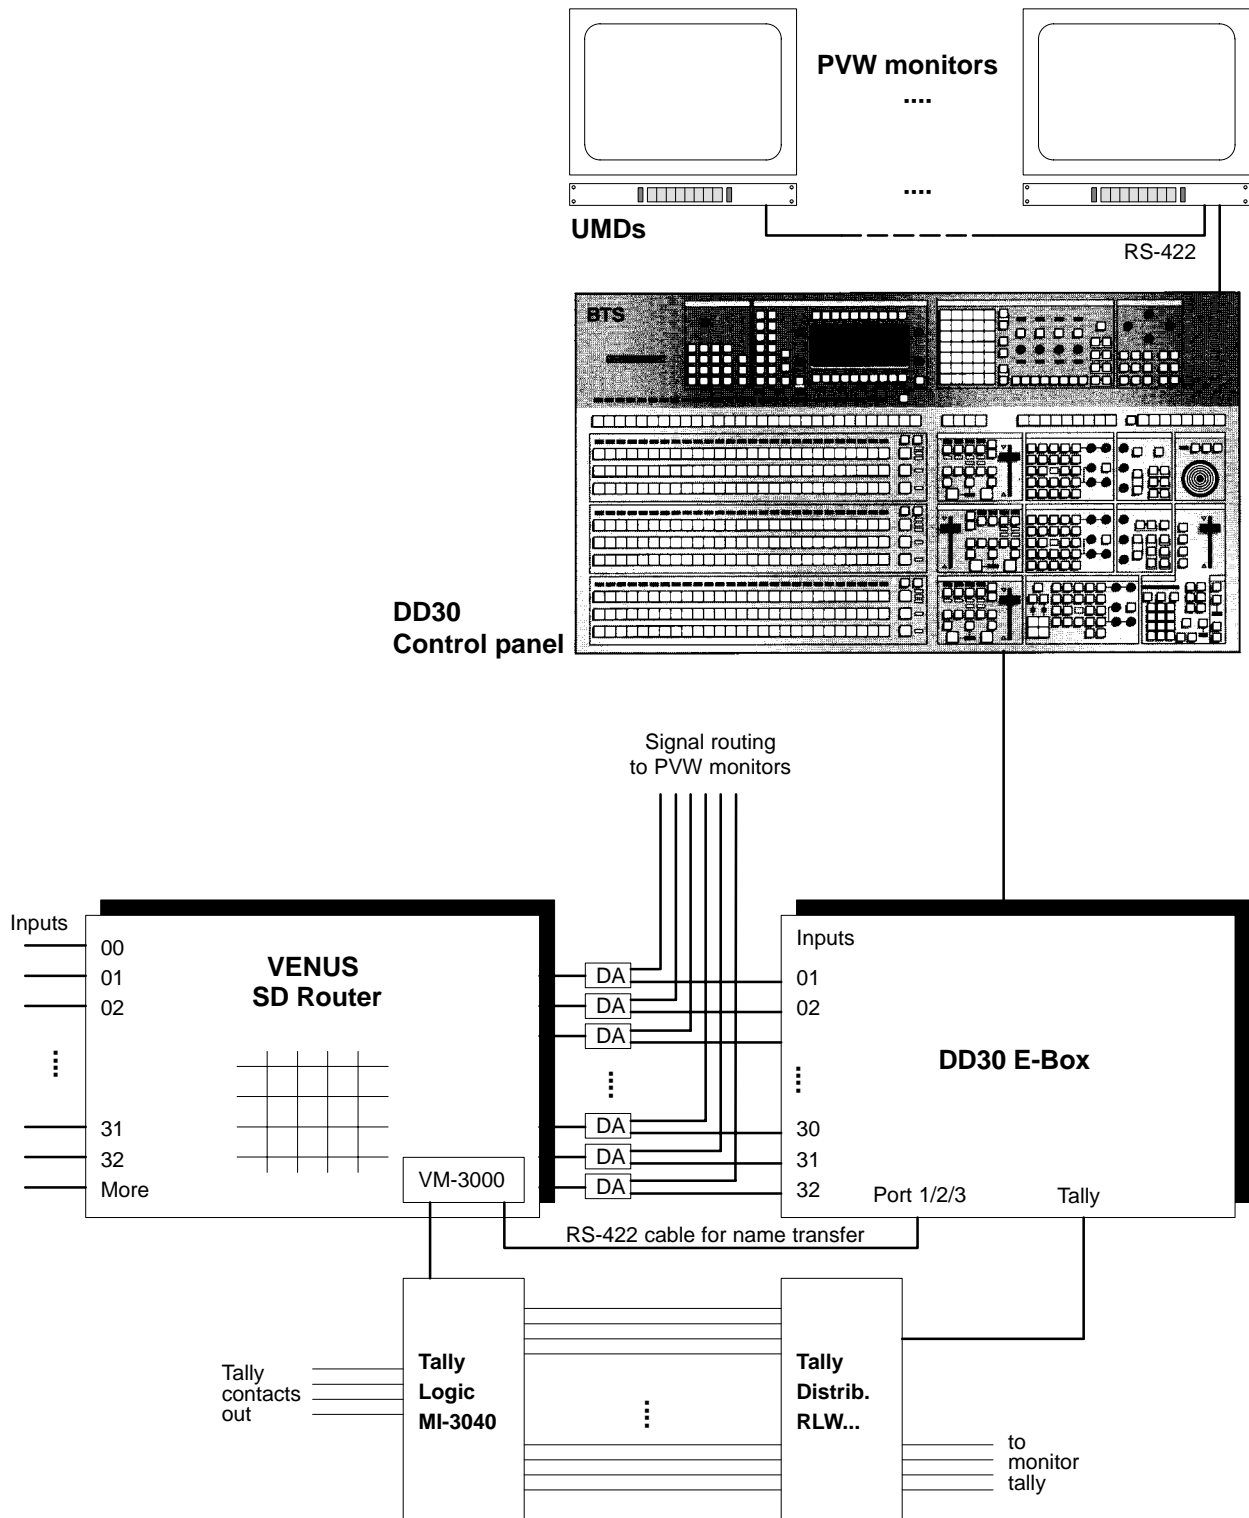 PVW monitors
....
....
UMDs
RS-422
BTS
DD30
Control panel
Signal routing
to PVW monitors
Inputs
00
01
02
....
31
32
More
VENUS
SD Router
VM-3000
DA
DA
DA
....
DA
DA
DA
Inputs
01
02
....
30
31
32
DD30 E-Box
Port 1/2/3
Tally
RS-422 cable for name transfer
Tally
contacts
out
Tally
Logic
MI-3040
....
Tally
Distrib.
RLW...
to
monitor
tally